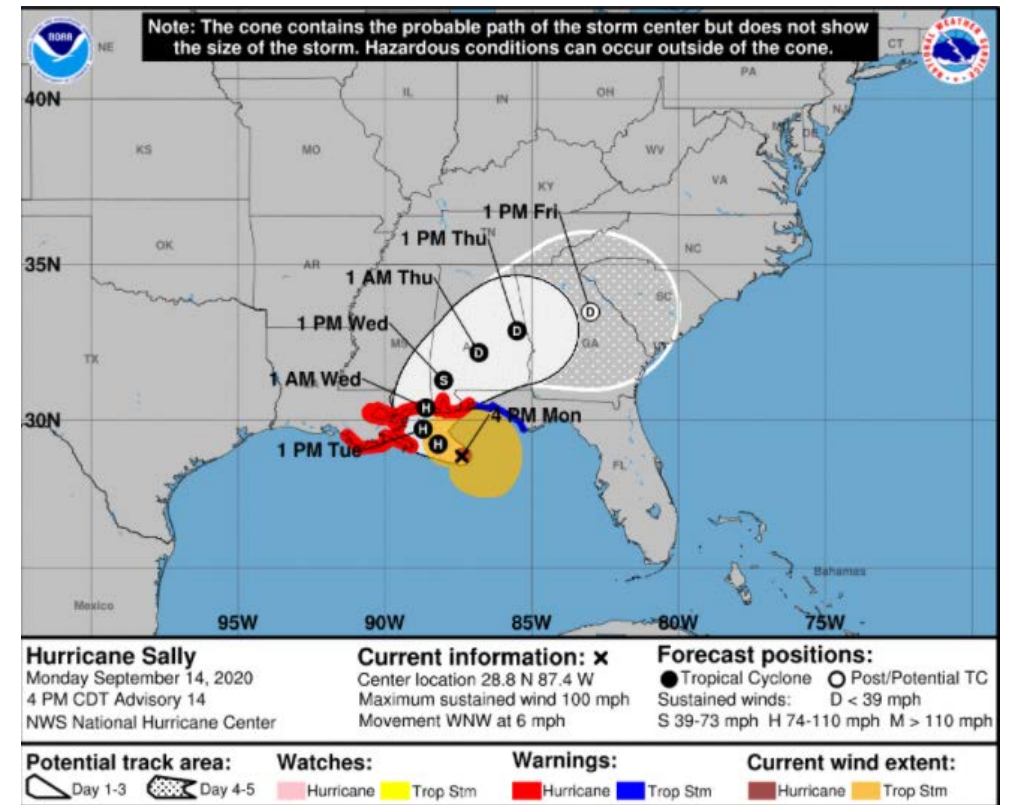 Note: The cone contains the probable path of the storm center but does not show
the size of the storm. Hazardous conditions can occur outside of the cone.
NOAA
NATIONAL WEATHER SERVICE
NE
CT
PA
40N
IL
IN
OH
NJ
DE
KS
MO
WV
VA
KY
1 PM Fri
TN
1 PM Thu
OK
NC
35N
AR
1 AM Thu
SC
D
1 PM Wed
D
MS
GA
TX
D
S
1 AM Wed
H
30N
4 PM Mon
H
H
1 PM Tue
FL
Bahamas
Mexico
95W
90W
85W
80W
75W
Hurricane Sally
Monday September 14, 2020
4 PM CDT Advisory 14
NWS National Hurricane Center
Current information: x
Center location 28.8 N 87.4 W
Maximum sustained wind 100 mph
Movement WNW at 6 mph
Forecast positions:
Tropical Cyclone Post/Potential TC
Sustained winds: D < 39 mph
S 39-73 mph H 74-110 mph M > 110 mph
Potential track area:
Day 1-3 Day 4-5
Watches:
Hurricane Trop Stm
Warnings:
Hurricane Trop Stm
Current wind extent:
Hurricane Trop Stm